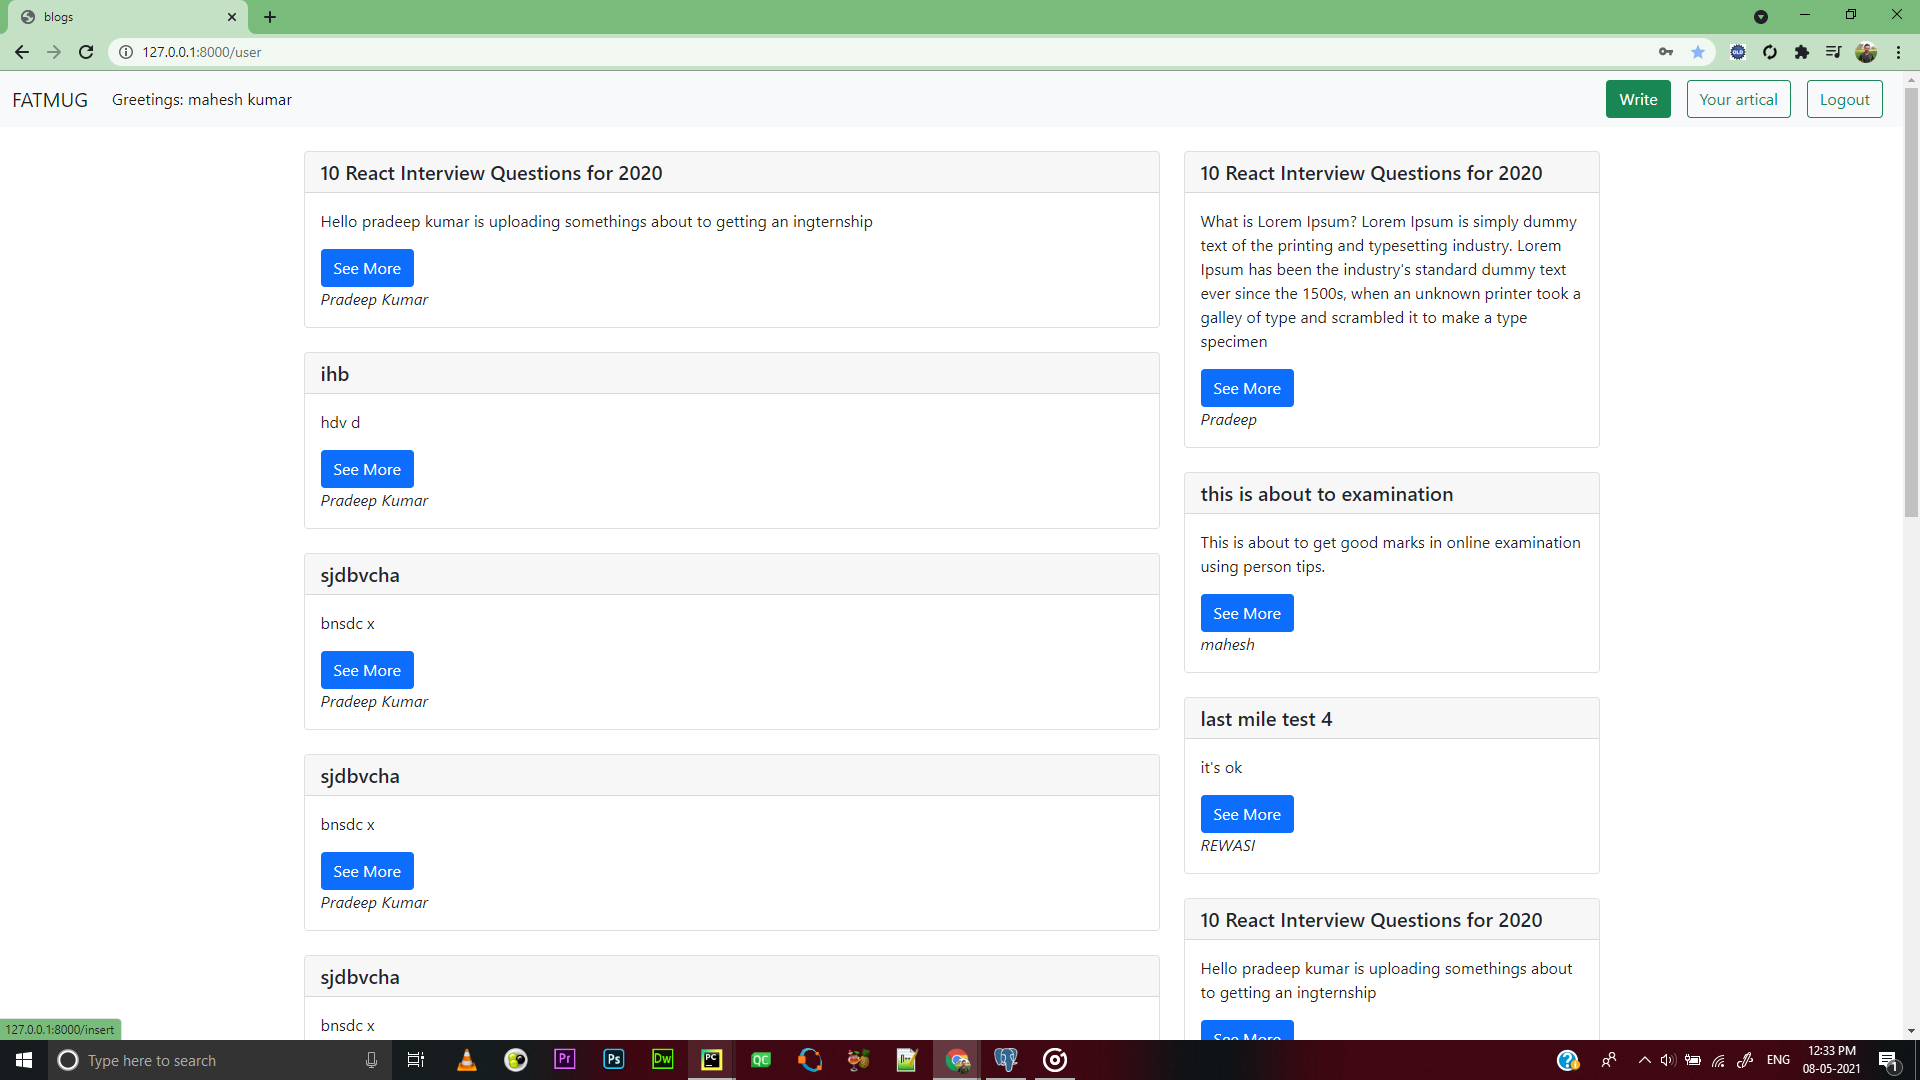 blogs
127.0.0.1:8000/user
OLD
FATMUG
Greetings: mahesh kumar
Write
Your artical
Logout
10 React Interview Questions for 2020
Hello pradeep kumar is uploading somethings about to getting an ingternship
See More
Pradeep Kumar
ihb
hdv d
See More
Pradeep Kumar
sjdbvcha
bnsdc x
See More
Pradeep Kumar
sjdbvcha
bnsdc x
See More
Pradeep Kumar
sjdbvcha
bnsdc x
10 React Interview Questions for 2020
What is Lorem Ipsum? Lorem Ipsum is simply dummy
text of the printing and typesetting industry. Lorem
Ipsum has been the industry's standard dummy text
ever since the 1500s, when an unknown printer took a
galley of type and scrambled it to make a type
specimen
See More
Pradeep
this is about to examination
This is about to get good marks in online examination
using person tips.
See More
mahesh
last mile test 4
it's ok
See More
REWASI
10 React Interview Questions for 2020
Hello pradeep kumar is uploading somethings about
to getting an ingternship
See More
127.0.0.1:8000/insert
Type here to search
Pr
Ps
Dw
PC
QC
ENG
12:33 PM
08-05-2021
1